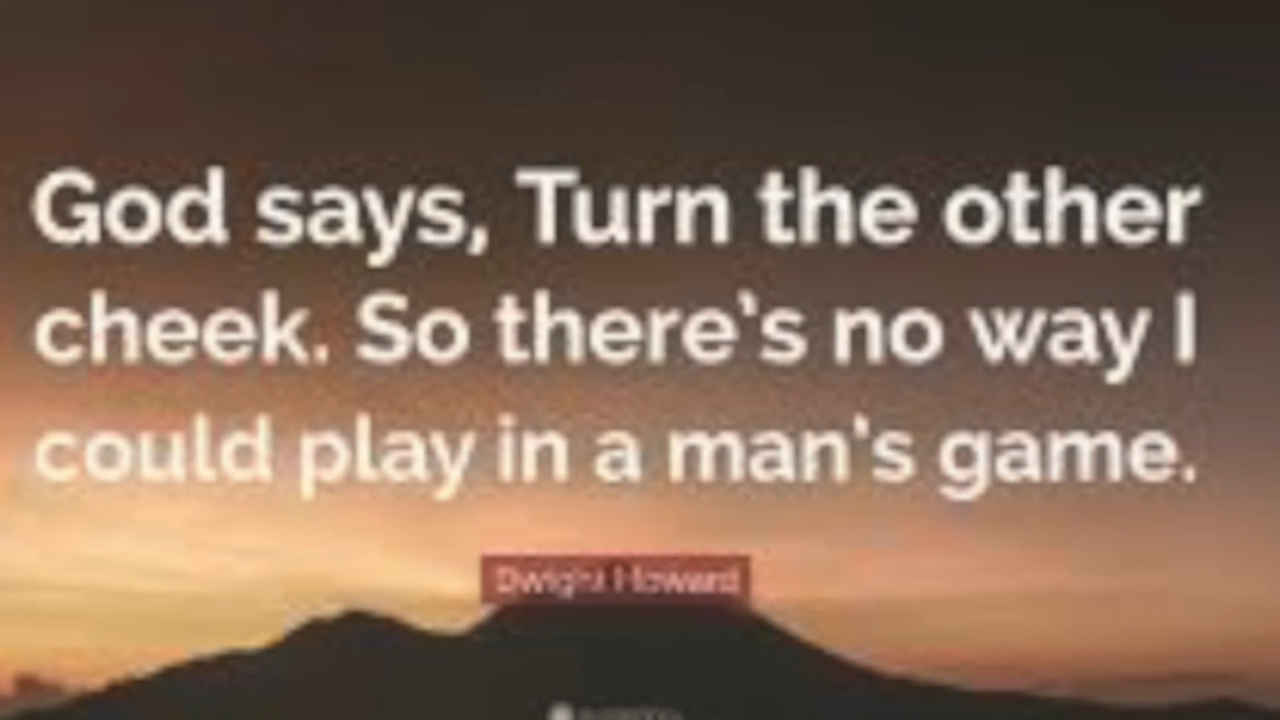 God says, Turn the other
cheek. So there's no way I
could play in a man's game.
Dwight Howard